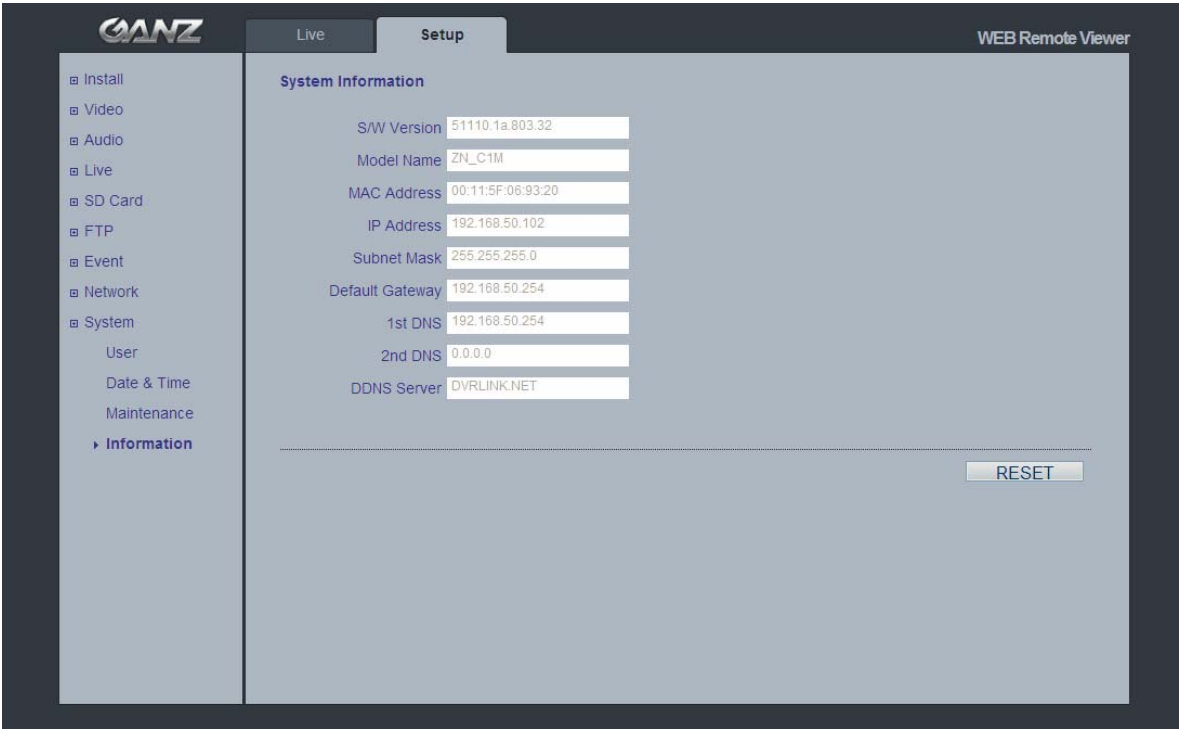 GANZ
Live
Setup
WEB Remote Viewer
Install
Video
Audio
Live
SD Card
FTP
Event
Network
System
User
Date & Time
Maintenance
Information
System Information
S/W Version 51110.1a.803.32
Model Name ZN_C1M
MAC Address 00:11:5F:06:93:20
IP Address 192.168.50.102
Subnet Mask 255.255.255.0
Default Gateway 192.168.50.254
1st DNS 192.168.50.254
2nd DNS 0.0.0.0
DDNS Server DVRLINK.NET
RESET